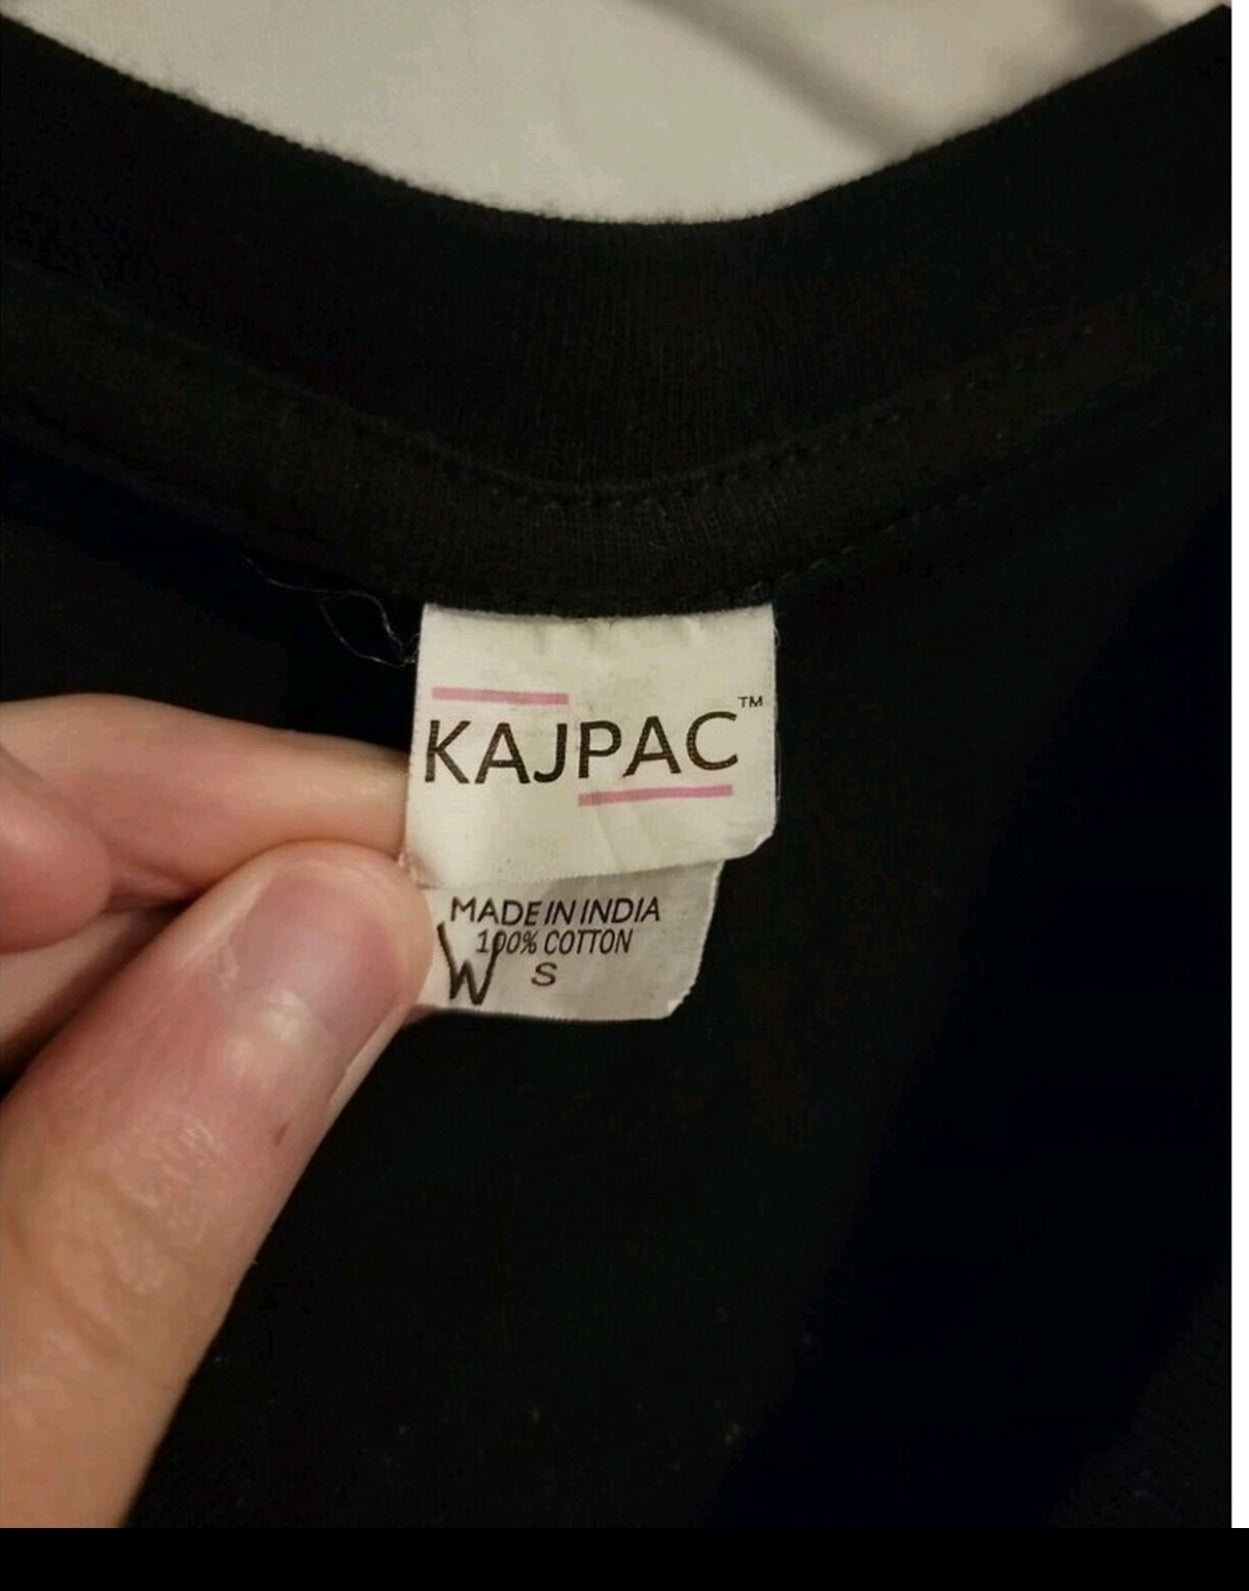 KAJPAC™
MADE IN INDIA
100% COTTON
W S